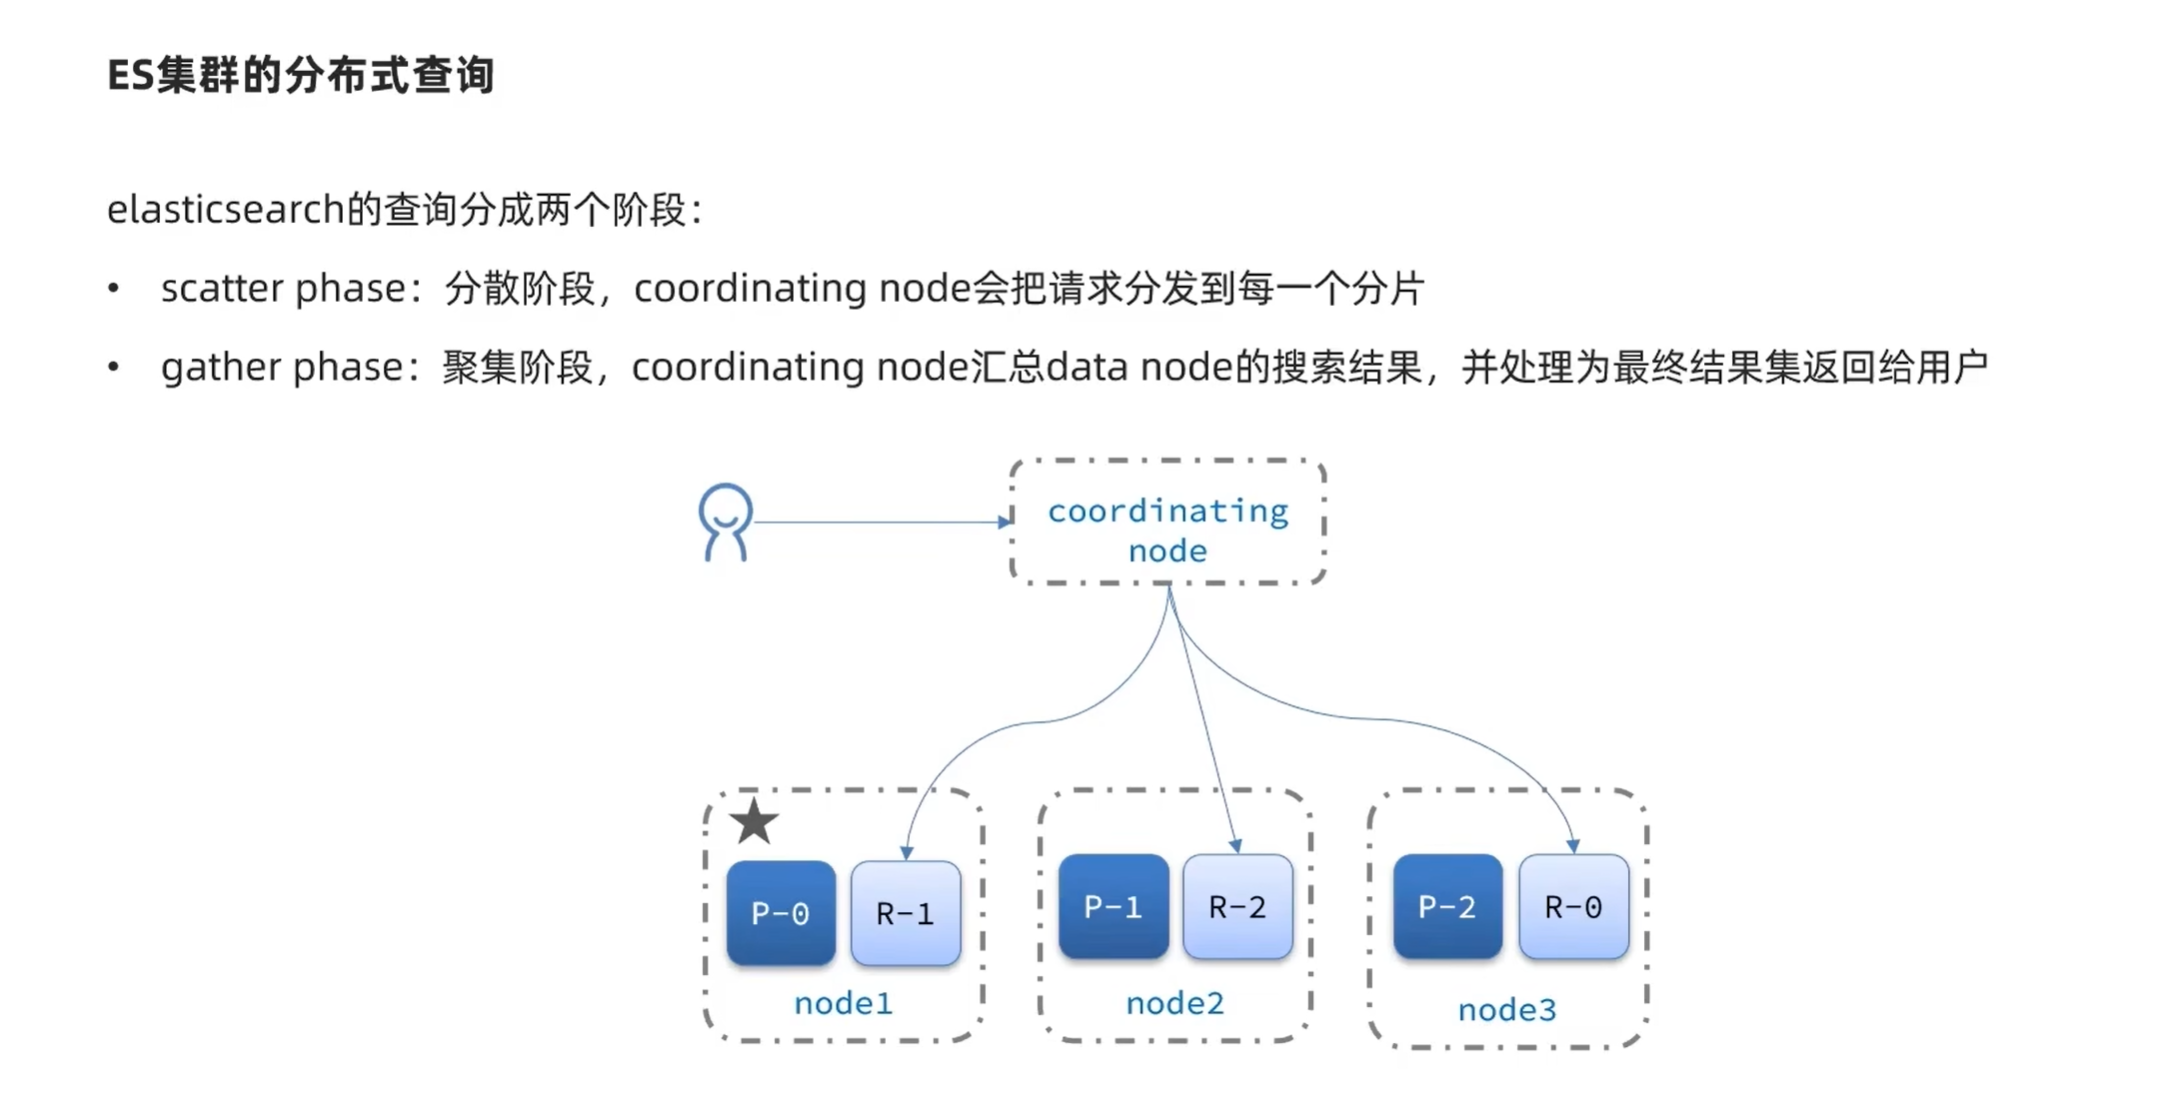 ES集群的分布式查询
elasticsearch的查询分成两个阶段：
• scatter phase：分散阶段，coordinating node会把请求分发到每一个分片
• gather phase：聚集阶段，coordinating node汇总data node的搜索结果，并处理为最终结果集返回给用户
coordinating
node
P-0 R-1 P-1 R-2 P-2 R-0
node1 node2 node3